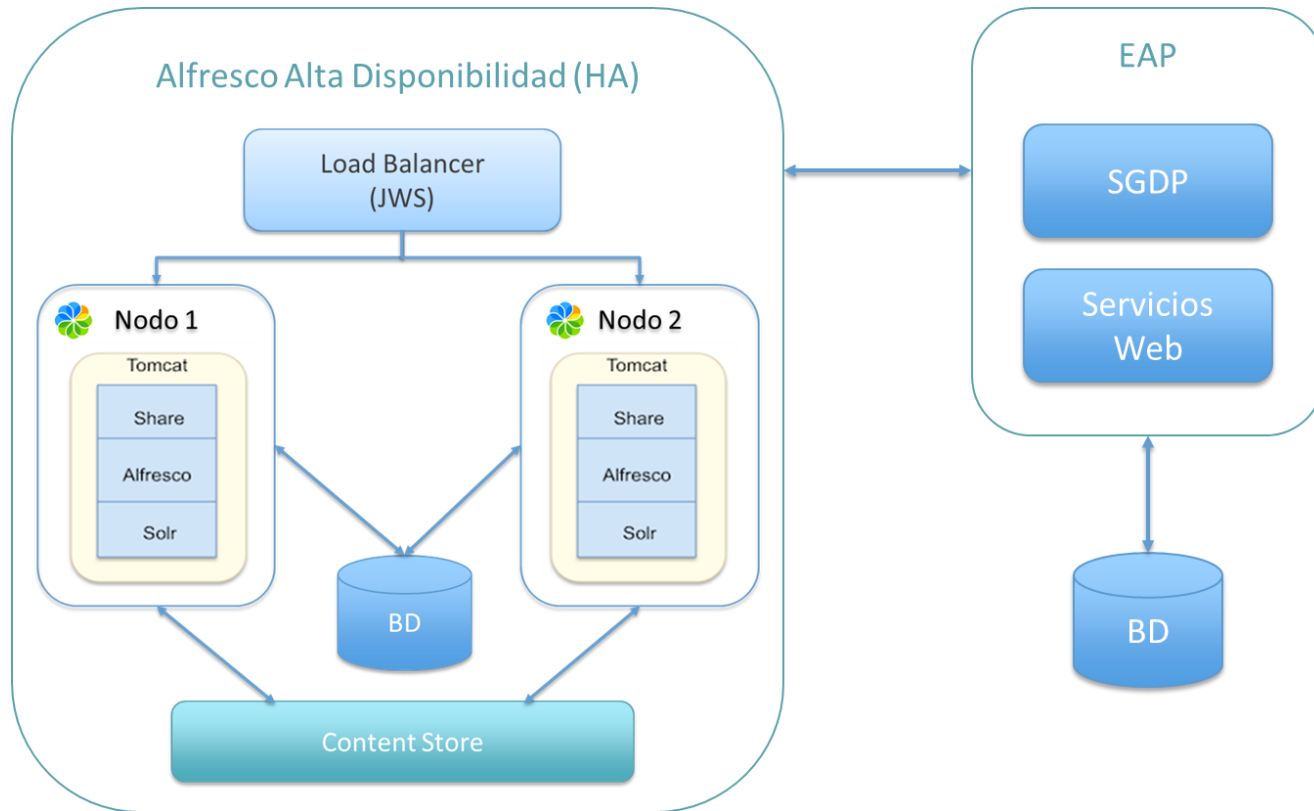 Alfresco Alta Disponibilidad (HA)
Load Balancer
(JWS)
Nodo 1
Tomcat
Share
Alfresco
Solr
Nodo 2
Tomcat
Share
Alfresco
Solr
BD
Content Store
EAP
SGDP
Servicios
Web
BD